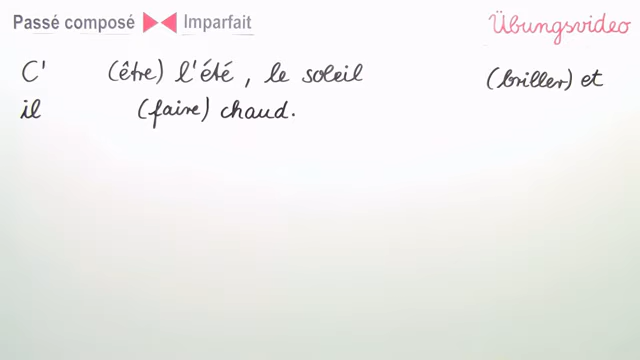 Passé composé Imparfait
Übungsvideo
C' (être) l'été, le soleil (briller) et
il (faire) chaud.